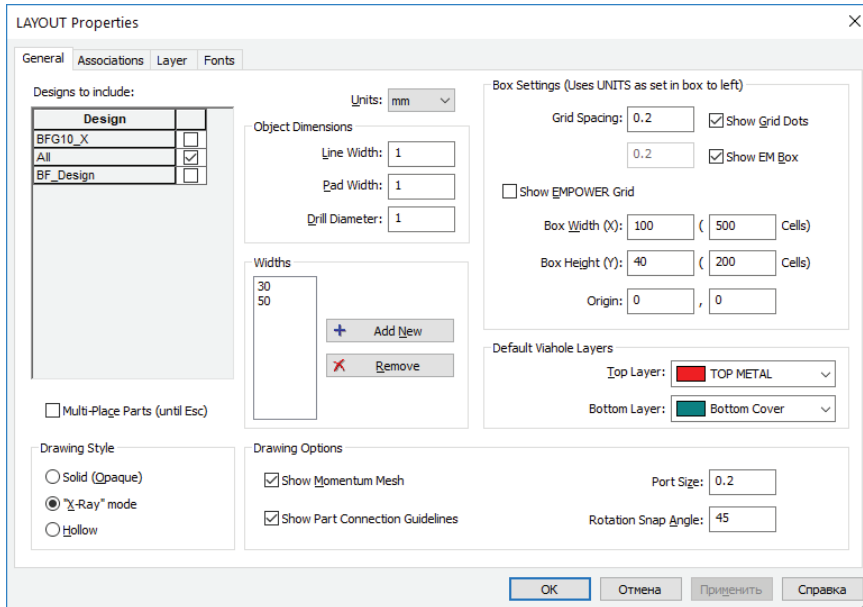 LAYOUT Properties
General Associations Layer Fonts
Designs to include:
Design
BFG10_X
All
BF_Design
Multi-Place Parts (until Esc)
Units: mm
Object Dimensions
Line Width: 1
Pad Width: 1
Drill Diameter: 1
Widths
30
50
Add New
Remove
Box Settings (Uses UNITS as set in box to left)
Grid Spacing: 0.2 Show Grid Dots
0.2 Show EM Box
Show EMPOWER Grid
Box Width (X): 100 ( 500 Cells)
Box Height (Y): 40 ( 200 Cells)
Origin: 0 , 0
Default Viahole Layers
Top Layer: TOP METAL
Bottom Layer: Bottom Cover
Drawing Style
Solid (Opaque)
"X-Ray" mode
Hollow
Drawing Options
Show Momentum Mesh Port Size: 0.2
Show Part Connection Guidelines Rotation Snap Angle: 45
OK Отмена Применить Справка